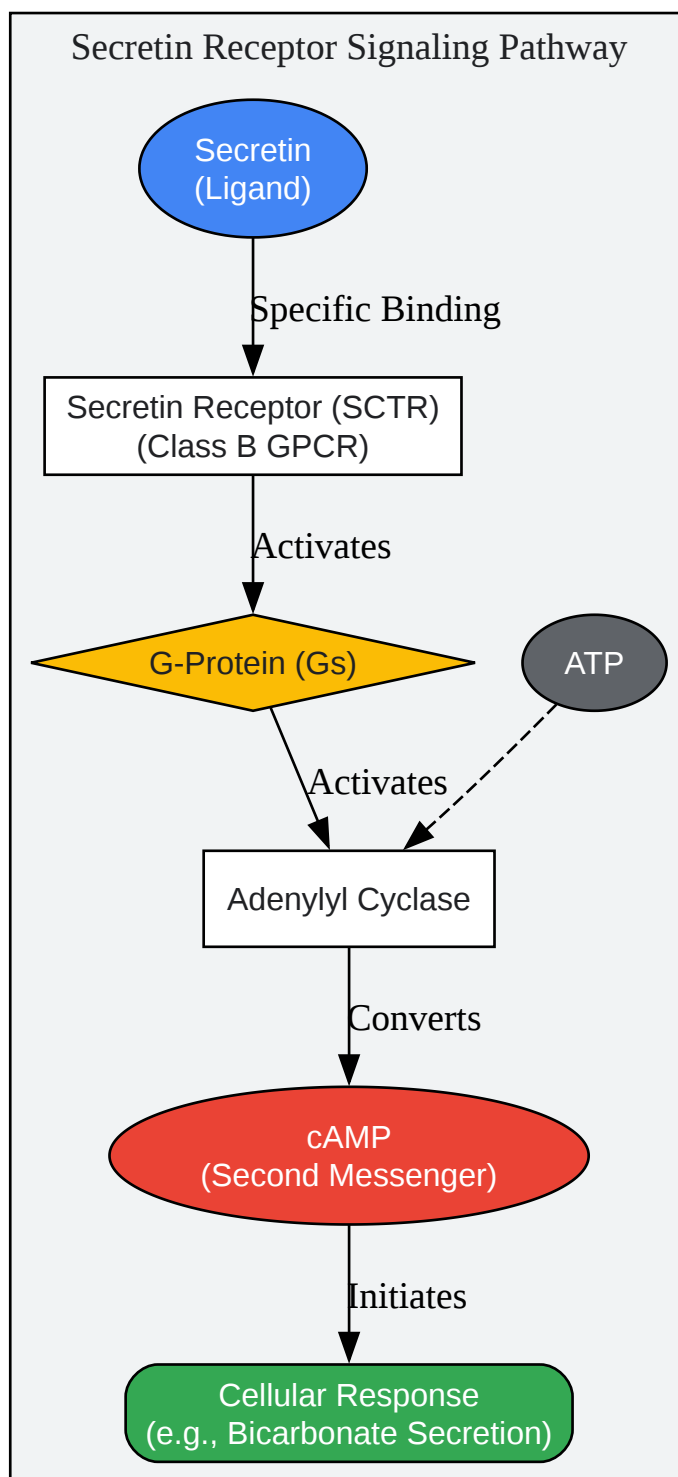 Secretin Receptor Signaling Pathway
Secretin
(Ligand)
Specific Binding
Secretin Receptor (SCTR)
(Class B GPCR)
Activates
G-Protein (Gs)
ATP
Activates
Adenylyl Cyclase
Converts
cAMP
(Second Messenger)
Initiates
Cellular Response
(e.g., Bicarbonate Secretion)